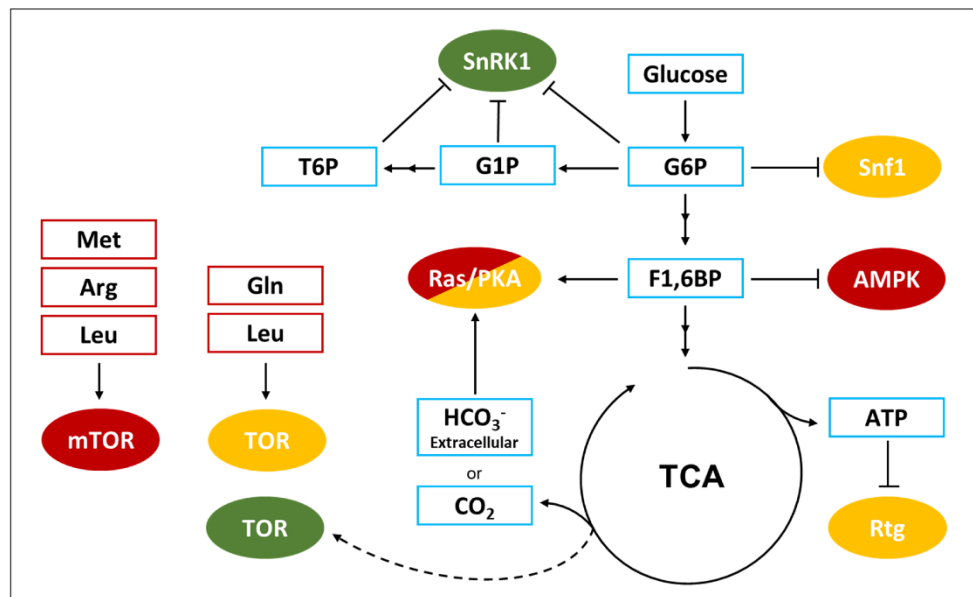 SnRK1
Glucose
T6P
G1P
G6P
Snf1
Met
Arg
Leu
Gln
Leu
Ras/PKA
F1,6BP
AMPK
mTOR
TOR
TOR
HCO₃⁻
Extracellular
or
CO₂
TCA
ATP
Rtg